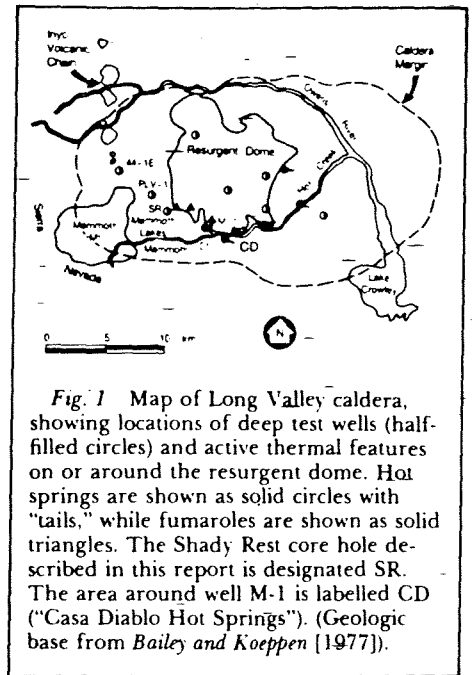 Inyo
Volcanic
Chain
Caldera
Margin
Owens
River
Resurgent Dome
Hot
Creek
44-1E
PLV-1
SR
Mammoth
Lakes
CD
Sierra
Nevada
Lake
Crowley
0 5 10 km
N
Fig. 1 Map of Long Valley caldera,
showing locations of deep test wells (half-
filled circles) and active thermal features
on or around the resurgent dome. Hot
springs are shown as solid circles with
"tails," while fumaroles are shown as solid
triangles. The Shady Rest core hole de-
scribed in this report is designated SR.
The area around well M-1 is labelled CD
("Casa Diablo Hot Springs"). (Geologic
base from Bailey and Koeppen [1977]).